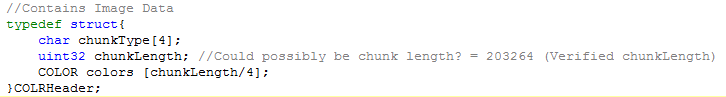 //Contains Image Data
typedef struct{
char chunkType[4];
uint32 chunkLength; //Could possibly be chunk length? = 203264 (Verified chunkLength)
COLOR colors [chunkLength/4];
}COLRHeader;